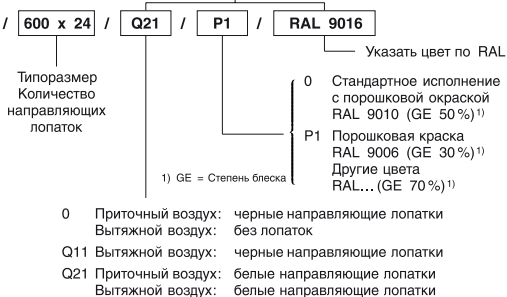 / 600 x 24 / Q21 / P1 / RAL 9016
Указать цвет по RAL
Типоразмер
Количество
направляющих
лопаток
0 Стандартное исполнение
с порошковой окраской
RAL 9010 (GE 50%)1)
P1 Порошковая краска
RAL 9006 (GE 30%)1)
Другие цвета
RAL... (GE 70%)1)
1) GE = Степень блеска
0 Приточный воздух: черные направляющие лопатки
Вытяжной воздух: без лопаток
Q11 Вытяжной воздух: черные направляющие лопатки
Q21 Приточный воздух: белые направляющие лопатки
Вытяжной воздух: белые направляющие лопатки